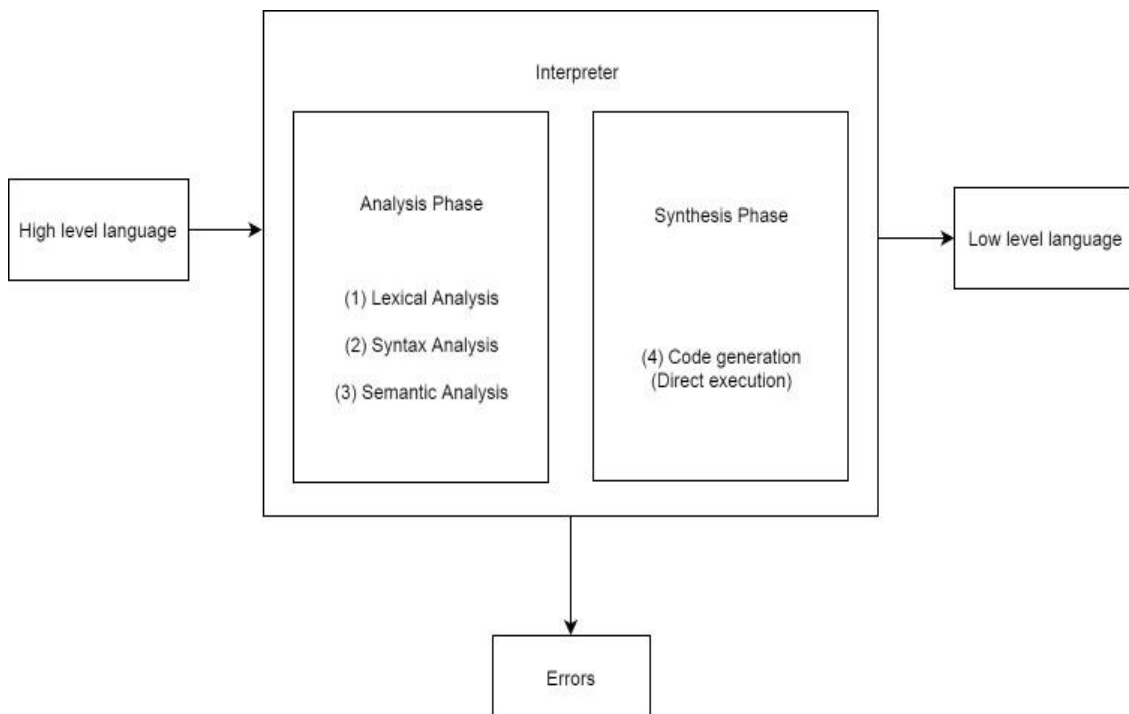 Interpreter
High level language
Analysis Phase
(1) Lexical Analysis
(2) Syntax Analysis
(3) Semantic Analysis
Synthesis Phase
(4) Code generation
(Direct execution)
Low level language
Errors